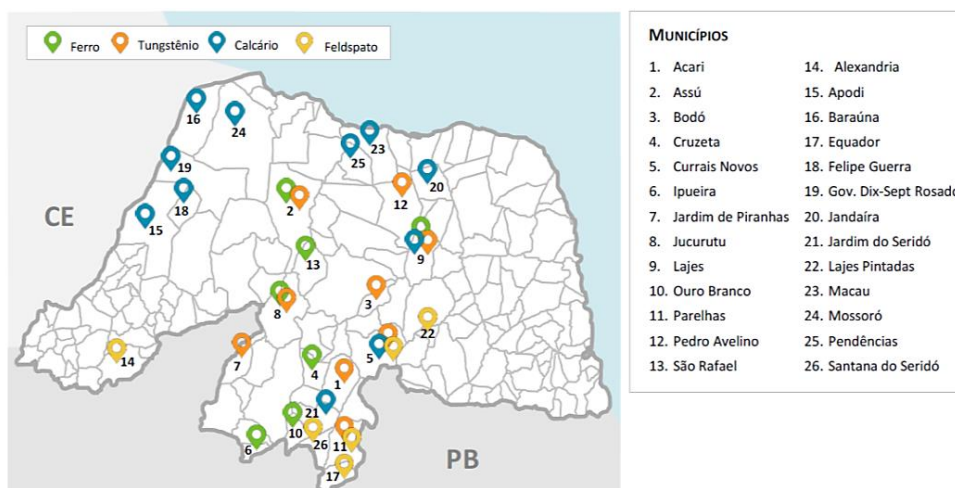 Ferro Tungstênio Calcário Feldspato
16
24
23
25
19
20
18
2
12
CE
15
9
13
3
8
22
5
7
14
4
1
21
10
26
11
6
17
PB
MUNICÍPIOS
1. Acari
2. Assú
3. Bodó
4. Cruzeta
5. Currais Novos
6. Ipueira
7. Jardim de Piranhas
8. Jucurutu
9. Lajes
10. Ouro Branco
11. Parelhas
12. Pedro Avelino
13. São Rafael
14. Alexandria
15. Apodi
16. Baraúna
17. Equador
18. Felipe Guerra
19. Gov. Dix-Sept Rosado
20. Jandaíra
21. Jardim do Seridó
22. Lajes Pintadas
23. Macau
24. Mossoró
25. Pendências
26. Santana do Seridó